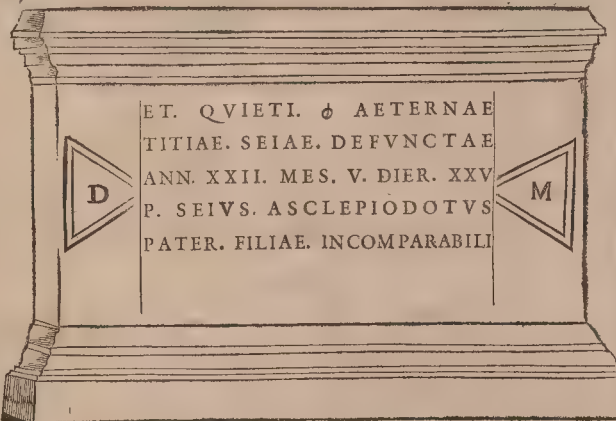 D M
ET. QVIETI. ϕ AETERNAE
TITIAE. SEIAE. DEFVNCTAE
ANN. XXII. MES. V. DIER. XXV
P. SEIVS. ASCLEPIODOTVS
PATER. FILIAE. INCOMPARABILI